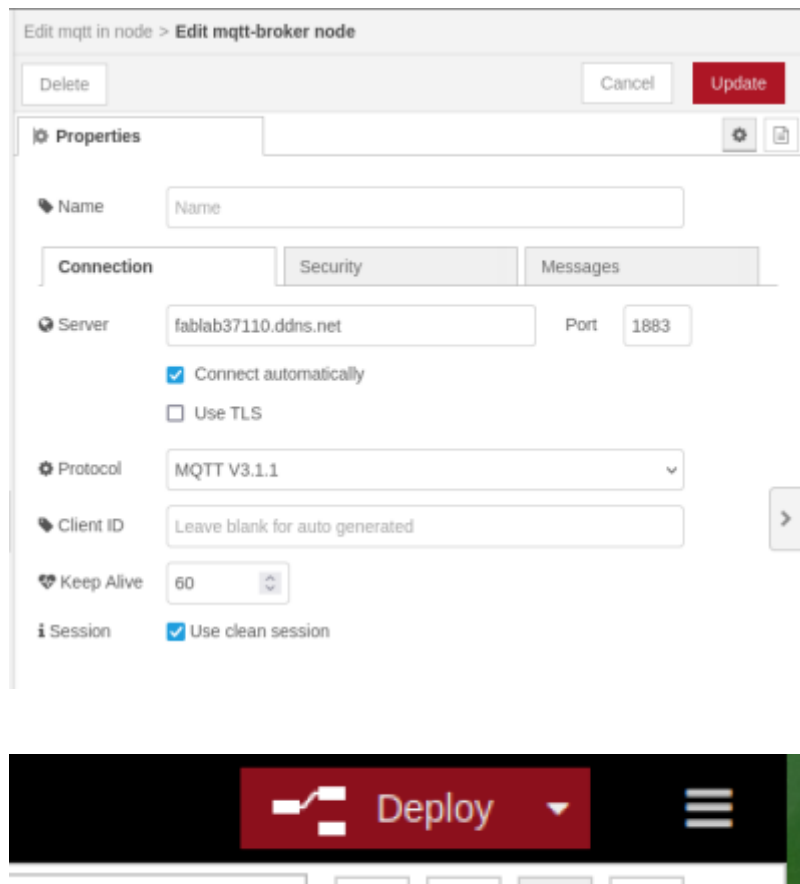 Edit mqtt in node > Edit mqtt-broker node
Delete Cancel Update
Properties
Name Name
Connection Security Messages
Server fablab37110.ddns.net Port 1883
Connect automatically
Use TLS
Protocol MQTT V3.1.1
Client ID Leave blank for auto generated
Keep Alive 60
Session Use clean session
Deploy